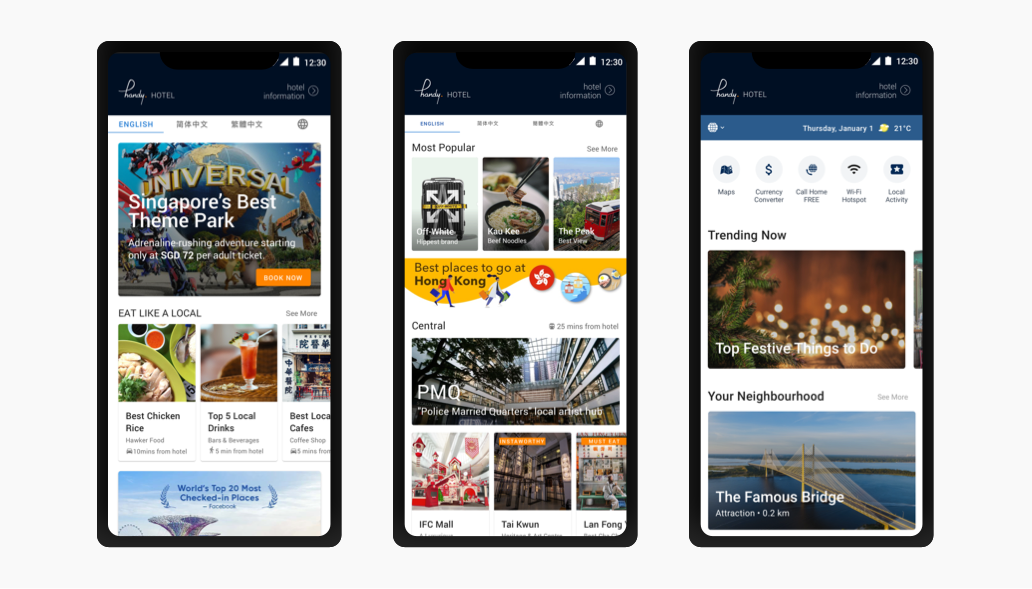 12:30
handy. HOTEL
hotel
information
ENGLISH 简体中文 繁體中文
UNIVERSAL
Singapore's Best
Theme Park
Adrenaline-rushing adventure starting
only at SGD 72 per adult ticket.
BOOK NOW
EAT LIKE A LOCAL
See More
Best Chicken
Rice
Hawker Food
10mins from hotel
Top 5 Local
Drinks
Bars & Beverages
5 min from hotel
Best Loca
Cafes
Coffee Shop
5 mins from
World's Top 20 Most
Checked-in Places
– Facebook
12:30
handy. HOTEL
hotel
information
ENGLISH 简体中文 繁體中文
Most Popular
See More
Off-White
Hippest brand
Kao Kee
Beef Noodles
The Peak
Best View
Best places to go at
Hong Kong
Central
25 mins from hotel
PMQ
"Police Married Quarters" local artist hub
INSTAWORTHY
MUST EAT
IFC Mall
Tai Kwun
Heritage & Art Centre
Lan Fong
12:30
handy. HOTEL
hotel
information
Thursday, January 1 21°C
Maps
Currency
Converter
Call Home
FREE
Wi-Fi
Hotspot
Local
Activity
Trending Now
Top Festive Things to Do
Your Neighbourhood
See More
The Famous Bridge
Attraction • 0.2 km